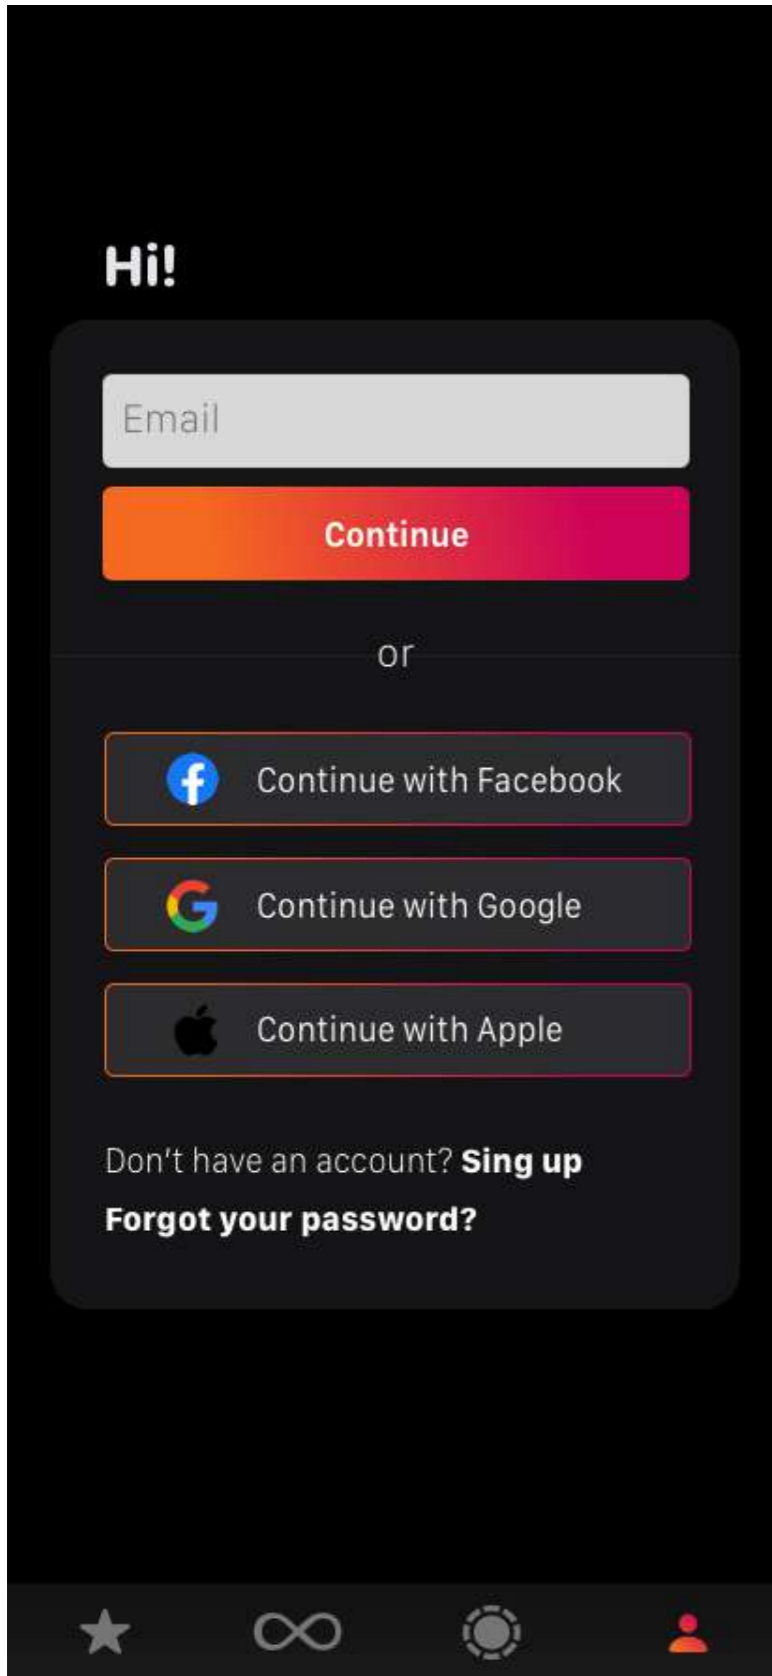 Hi!
Email
Continue
or
Continue with Facebook
Continue with Google
Continue with Apple
Don't have an account? Sing up
Forgot your password?